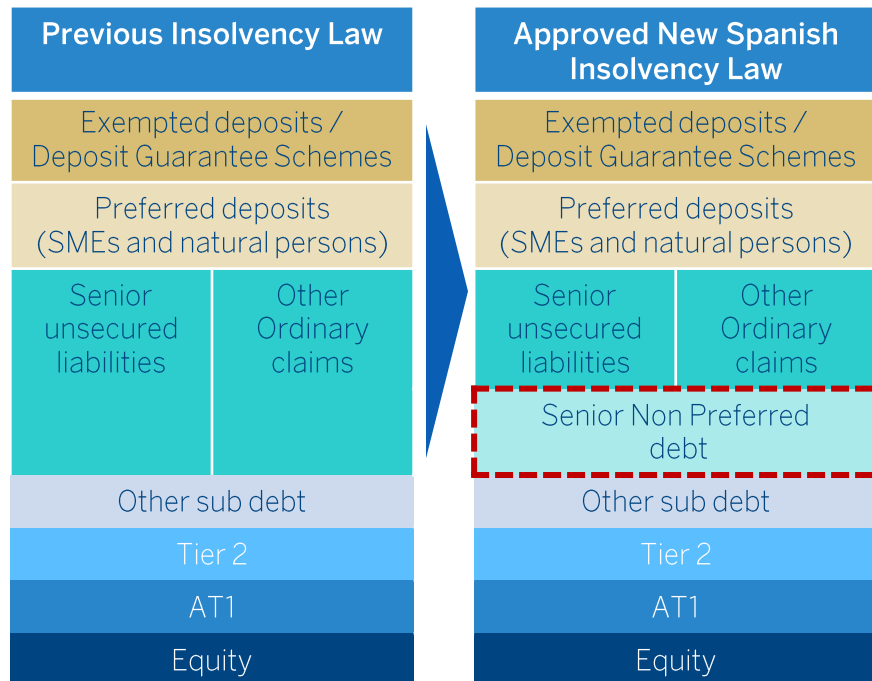 Previous Insolvency Law
Exempted deposits /
Deposit Guarantee Schemes
Preferred deposits
(SMEs and natural persons)
Senior
unsecured
liabilities
Other
Ordinary
claims
Other sub debt
Tier 2
AT1
Equity
Approved New Spanish
Insolvency Law
Exempted deposits /
Deposit Guarantee Schemes
Preferred deposits
(SMEs and natural persons)
Senior
unsecured
liabilities
Other
Ordinary
claims
Senior Non Preferred
debt
Other sub debt
Tier 2
AT1
Equity